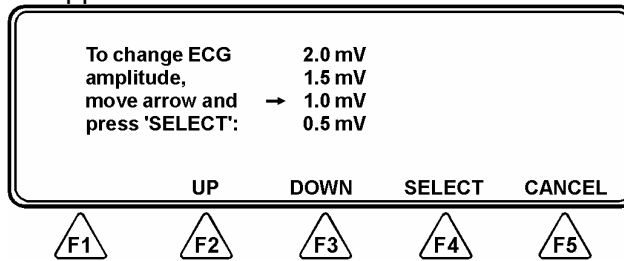 To change ECG 2.0 mV
amplitude, 1.5 mV
move arrow and → 1.0 mV
press 'SELECT': 0.5 mV
UP DOWN SELECT CANCEL
F1 F2 F3 F4 F5